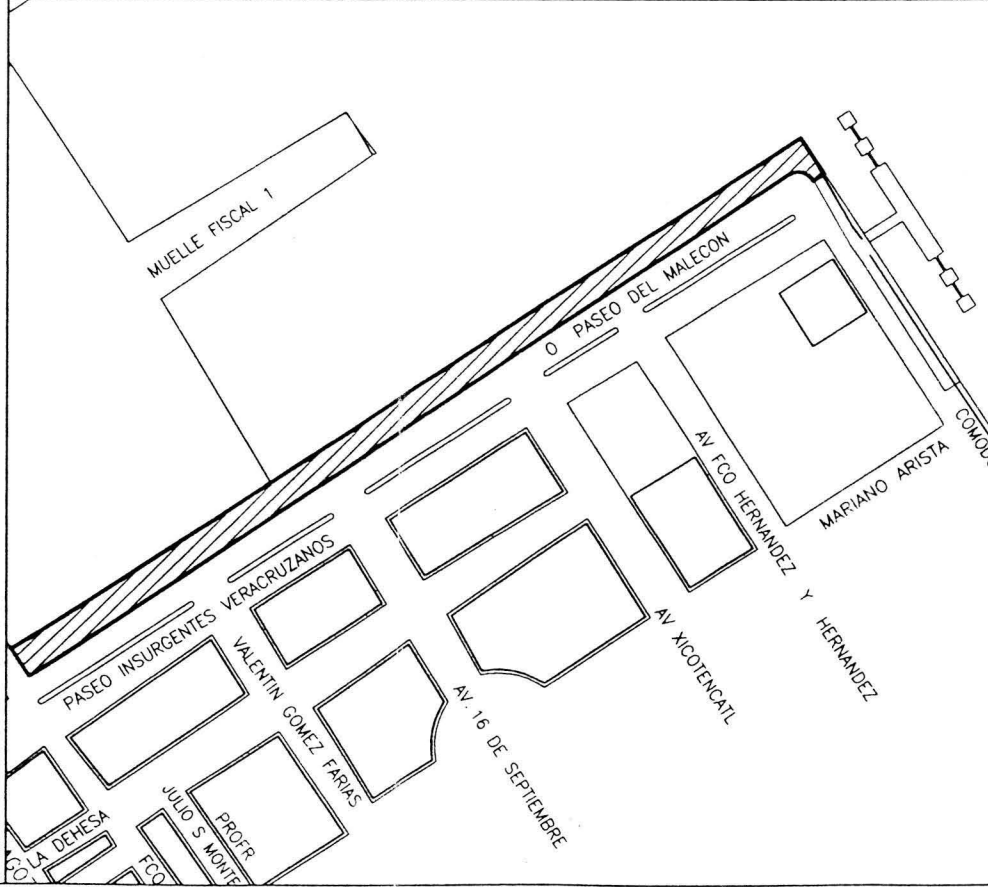 MUELLE FISCAL 1
O PASEO DEL MALECON
COMOD
MARIANO ARISTA
AV FCO HERNANDEZ Y HERNANDEZ
PASEO INSURGENTES VERACRUZANOS
VALENTIN GOMEZ FARIAS
AV XICOTENCATL
AV. 16 DE SEPTIEMBRE
JULIO S MONTE
PROFR
LA DEHESA
FCO